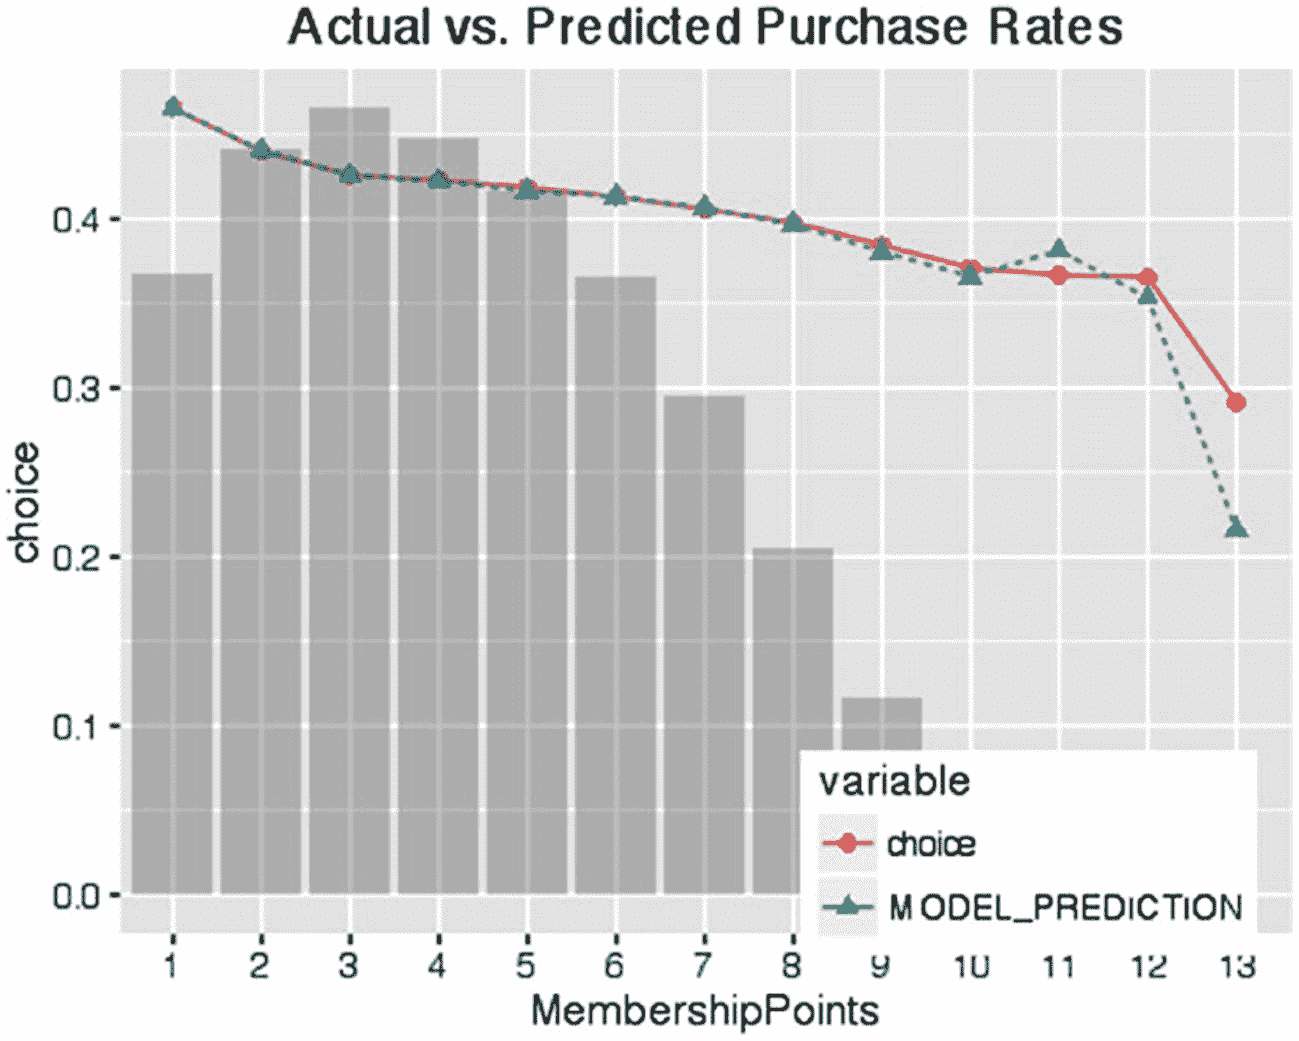 Actual vs. Predicted Purchase Rates
choice
0.4
0.3
0.2
0.1
0.0
variable
choice
MODEL_PREDICTION
1 2 3 4 5 6 7 8 9 10 11 12 13
MembershipPoints